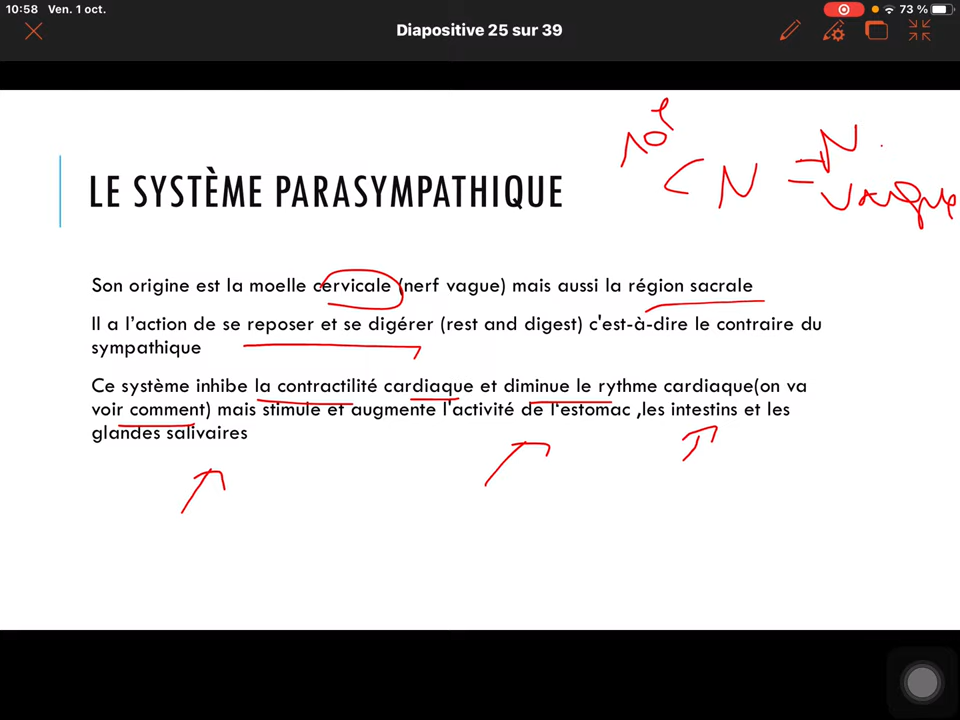 10:58 Ven. 1 oct.
73 %
Diapositive 25 sur 39
10e
CN = N.
vague
LE SYSTÈME PARASYMPATHIQUE
Son origine est la moelle cervicale (nerf vague) mais aussi la région sacrale
Il a l’action de se reposer et se digérer (rest and digest) c'est-à-dire le contraire du
sympathique
Ce système inhibe la contractilité cardiaque et diminue le rythme cardiaque(on va
voir comment) mais stimule et augmente l'activité de l‘estomac ,les intestins et les
glandes salivaires